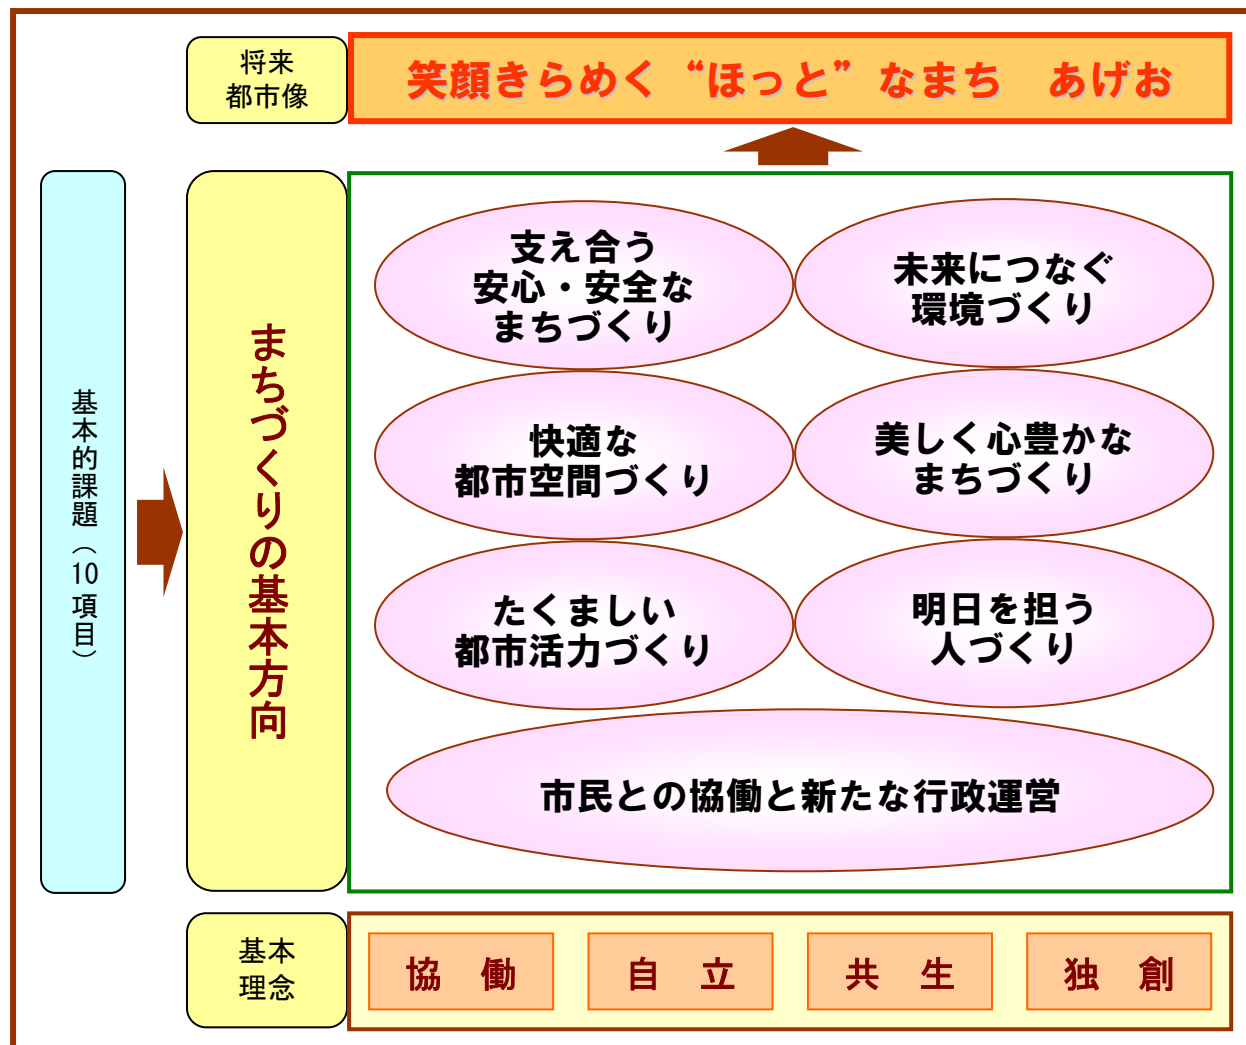 将来
都市像
笑顔きらめく“ほっと”なまち　あげお
基本的課題（10項目）
まちづくりの基本方向
支え合う
安心・安全な
まちづくり
未来につなぐ
環境づくり
快適な
都市空間づくり
美しく心豊かな
まちづくり
たくましい
都市活力づくり
明日を担う
人づくり
市民との協働と新たな行政運営
基本
理念
協　働
自　立
共　生
独　創